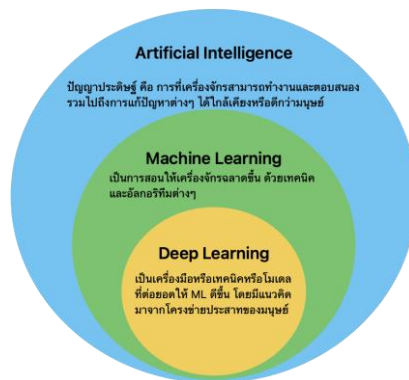 Artificial Intelligence
ปัญญาประดิษฐ์ คือ การที่เครื่องจักรสามารถทำงานและตอบสนอง
รวมไปถึงการแก้ปัญหาต่างๆ ได้ใกล้เคียงหรือดีกว่ามนุษย์
Machine Learning
เป็นการสอนให้เครื่องจักรฉลาดขึ้น ด้วยเทคนิค
และอัลกอริทึมต่างๆ
Deep Learning
เป็นเครื่องมือหรือเทคนิคหรือโมเดล
ที่ต่อยอดให้ ML ดีขึ้น โดยมีแนวคิด
มาจากโครงข่ายประสาทของมนุษย์